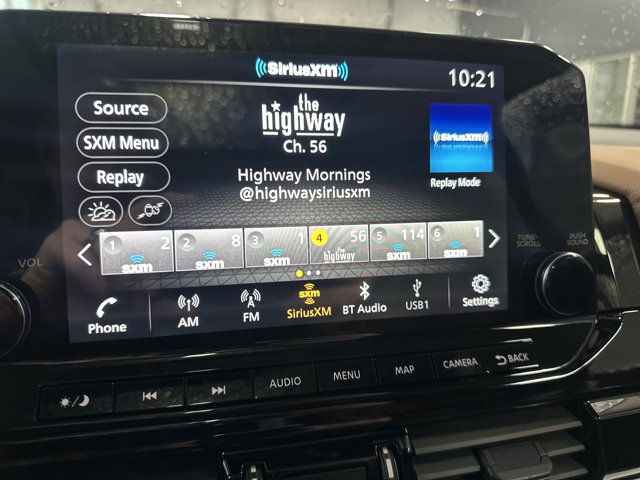 SiriusXM
10:21
Source
SXM Menu
Replay
the
highway
Ch. 56
Highway Mornings
@highwaysiriusxm
SiriusXM
Replay Mode
1 2 sxm
2 8 sxm
3 1 sxm
4 56 the highway
5 114 sxm
6 1 sxm
Phone
AM
FM
sxm
SiriusXM
BT Audio
USB1
Settings
VOL
TUNE-
SCROLL
PUSH
SOUND
AUDIO
MENU
MAP
CAMERA
BACK